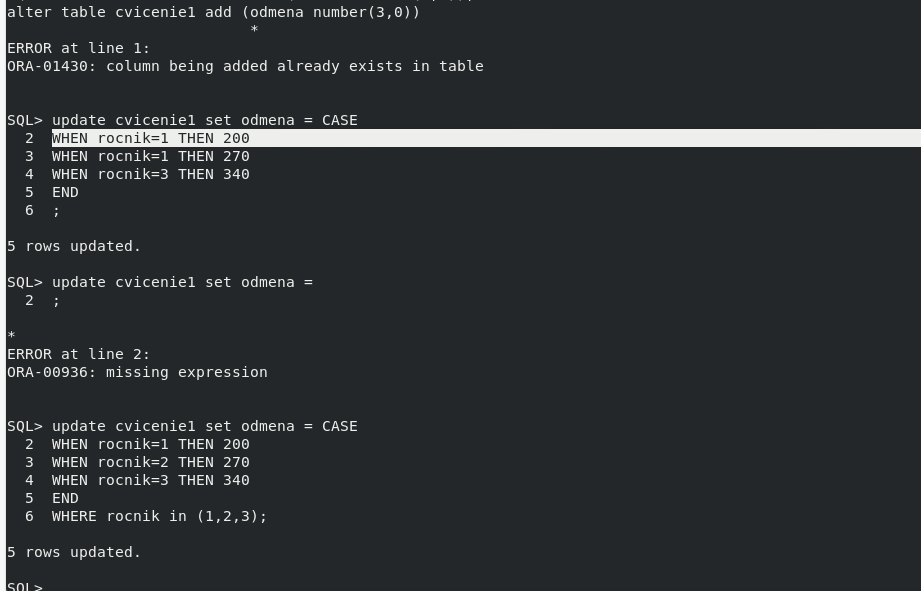 alter table cvicenie1 add (odmena number(3,0))
*
ERROR at line 1:
ORA-01430: column being added already exists in table
SQL> update cvicenie1 set odmena = CASE
2 WHEN rocnik=1 THEN 200
3 WHEN rocnik=1 THEN 270
4 WHEN rocnik=3 THEN 340
5 END
6 ;
5 rows updated.
SQL> update cvicenie1 set odmena =
2 ;
*
ERROR at line 2:
ORA-00936: missing expression
SQL> update cvicenie1 set odmena = CASE
2 WHEN rocnik=1 THEN 200
3 WHEN rocnik=2 THEN 270
4 WHEN rocnik=3 THEN 340
5 END
6 WHERE rocnik in (1,2,3);
5 rows updated.
SQL>